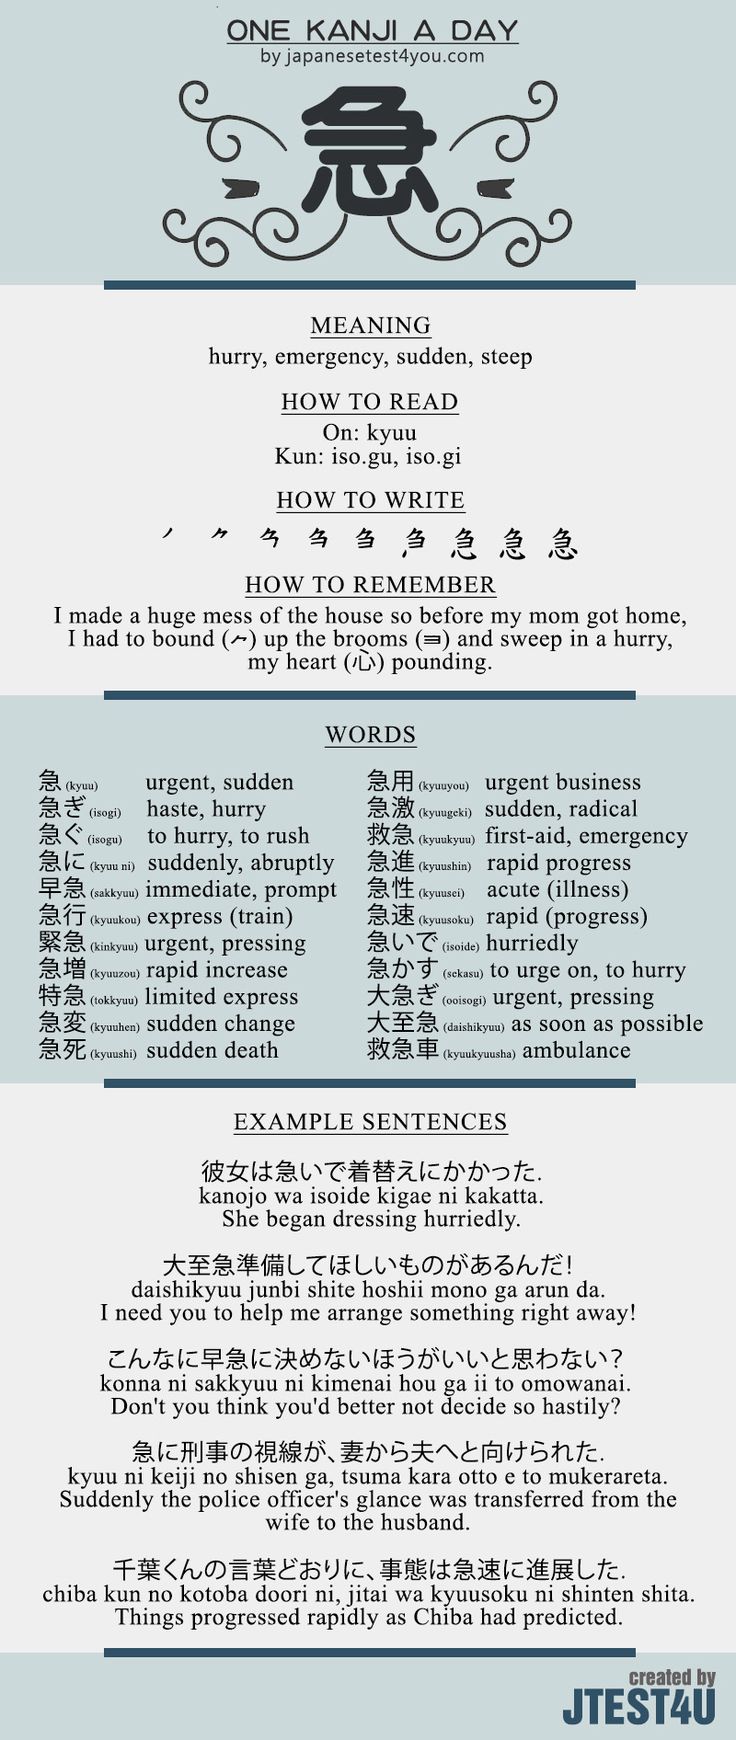 ONE KANJI A DAY
by japanesetest4you.com
急
MEANING
hurry, emergency, sudden, steep
HOW TO READ
On: kyuu
Kun: iso.gu, iso.gi
HOW TO WRITE
急
HOW TO REMEMBER
I made a huge mess of the house so before my mom got home,
I had to bound (⺈) up the brooms (彐) and sweep in a hurry,
my heart (心) pounding.
WORDS
急 (kyuu) urgent, sudden
急ぎ (isogi) haste, hurry
急ぐ (isogu) to hurry, to rush
急に (kyuu ni) suddenly, abruptly
早急 (sakkyuu) immediate, prompt
急行 (kyuukou) express (train)
緊急 (kinkyuu) urgent, pressing
急増 (kyuuzou) rapid increase
特急 (tokkyuu) limited express
急変 (kyuuhen) sudden change
急死 (kyuushi) sudden death
急用 (kyuuyou) urgent business
急激 (kyuugeki) sudden, radical
救急 (kyuukyuu) first-aid, emergency
急進 (kyuushin) rapid progress
急性 (kyuusei) acute (illness)
急速 (kyuusoku) rapid (progress)
急いで (isoide) hurriedly
急かす (sekasu) to urge on, to hurry
大急ぎ (ooisogi) urgent, pressing
大至急 (daishikyuu) as soon as possible
救急車 (kyuukyuusha) ambulance
EXAMPLE SENTENCES
彼女は急いで着替えにかかった.
kanojo wa isoide kigae ni kakatta.
She began dressing hurriedly.
大至急準備してほしいものがあるんだ!
daishikyuu junbi shite hoshii mono ga arun da.
I need you to help me arrange something right away!
こんなに早急に決めないほうがいいと思わない？
konna ni sakkyuu ni kimenai hou ga ii to omowanai.
Don't you think you'd better not decide so hastily?
急に刑事の視線が、妻から夫へと向けられた.
kyuu ni keiji no shisen ga, tsuma kara otto e to mukerareta.
Suddenly the police officer's glance was transferred from the
wife to the husband.
千葉くんの言葉どおりに、事態は急速に進展した.
chiba kun no kotoba doori ni, jitai wa kyuusoku ni shinten shita.
Things progressed rapidly as Chiba had predicted.
created by
JTEST4U